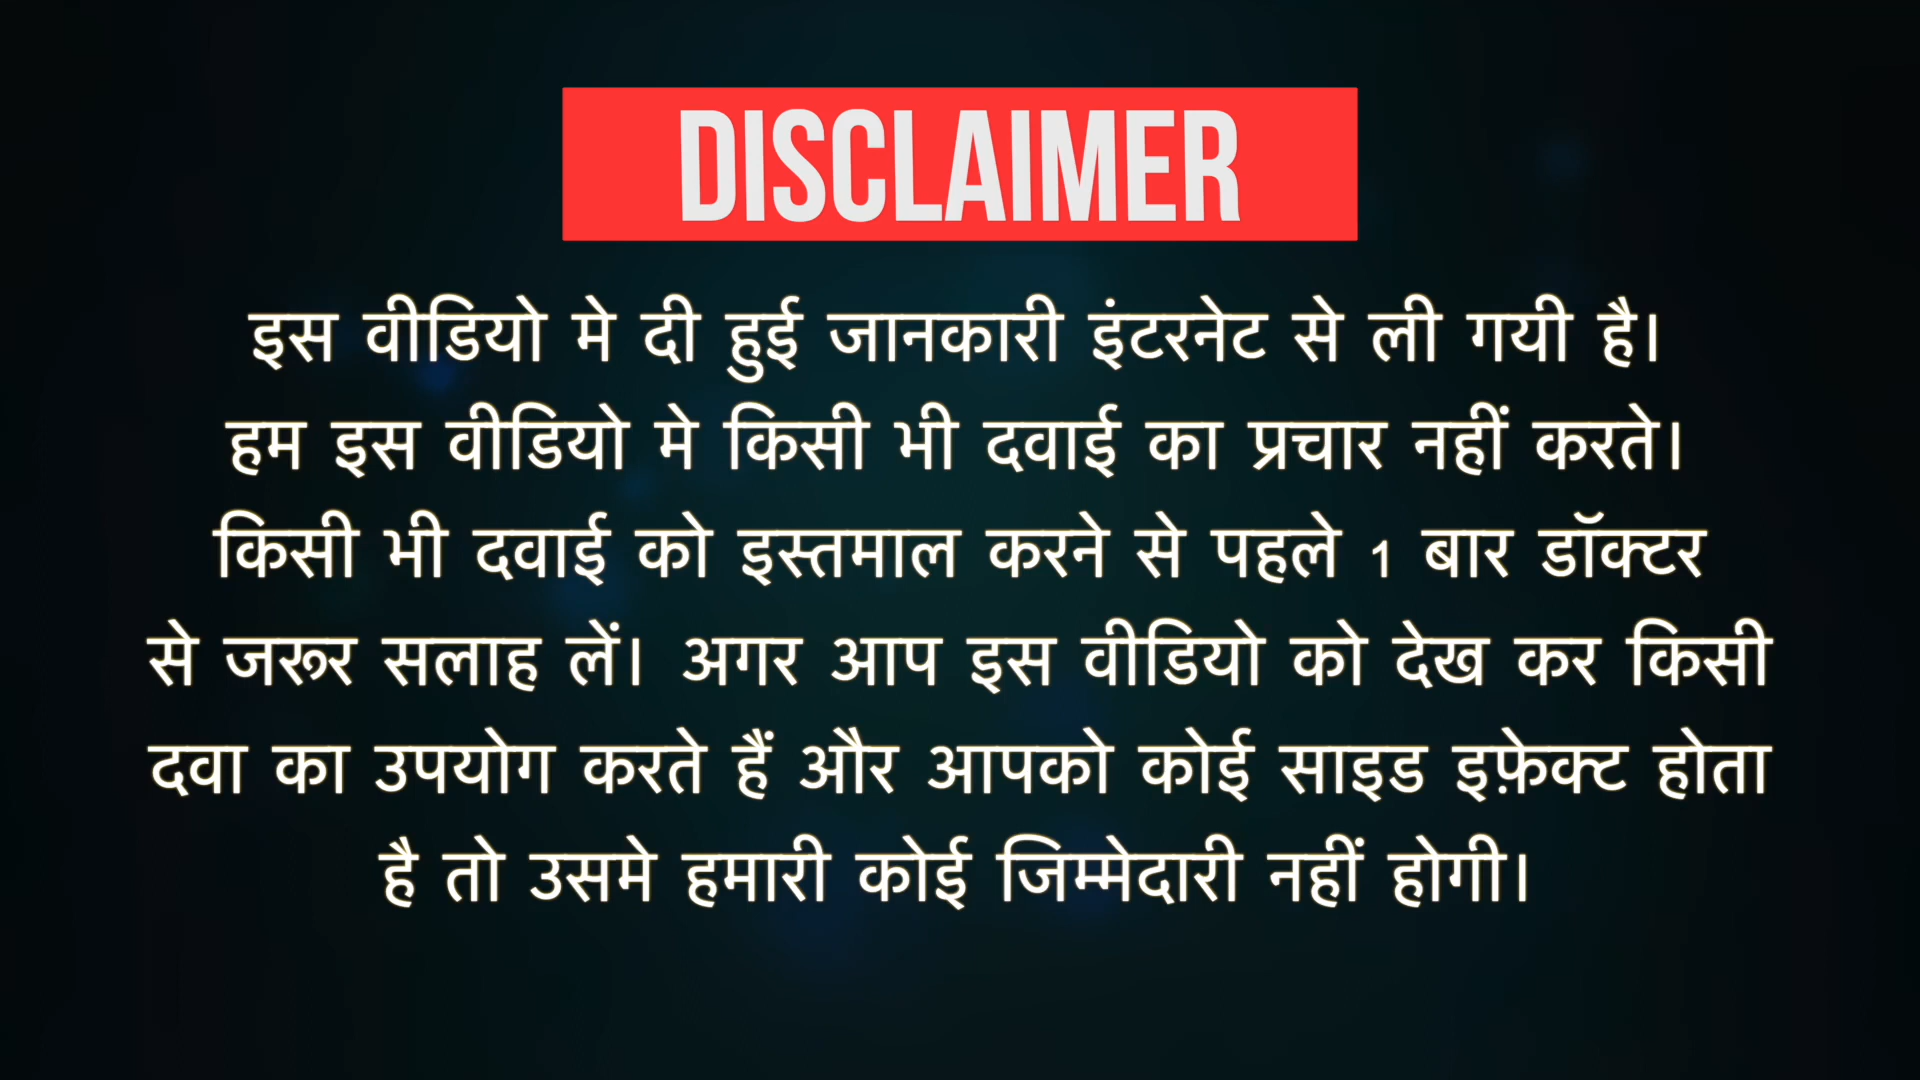 DISCLAIMER
इस वीडियो मे दी हुई जानकारी इंटरनेट से ली गयी है।
हम इस वीडियो मे किसी भी दवाई का प्रचार नहीं करते।
किसी भी दवाई को इस्तमाल करने से पहले 1 बार डॉक्टर
से जरूर सलाह लें। अगर आप इस वीडियो को देख कर किसी
दवा का उपयोग करते हैं और आपको कोई साइड इफ़ेक्ट होता
है तो उसमे हमारी कोई जिम्मेदारी नहीं होगी।